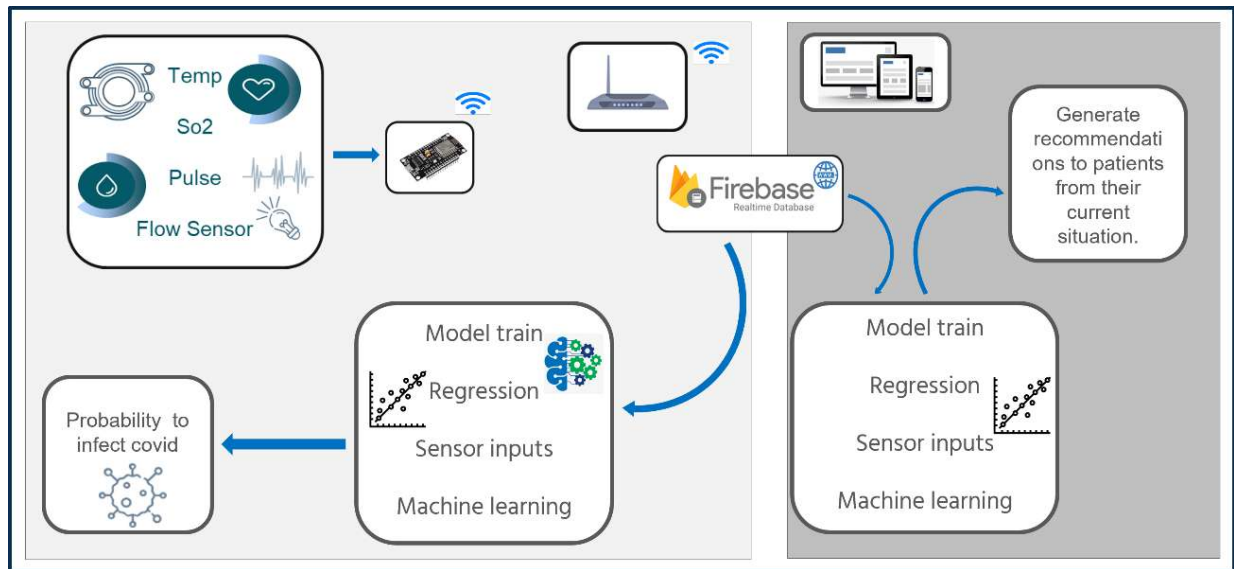 Temp
So2
Pulse
Flow Sensor
Firebase
Realtime Database
Generate
recommendati
ons to patients
from their
current
situation.
Model train
Regression
Sensor inputs
Machine learning
Probability to
infect covid
Model train
Regression
Sensor inputs
Machine learning